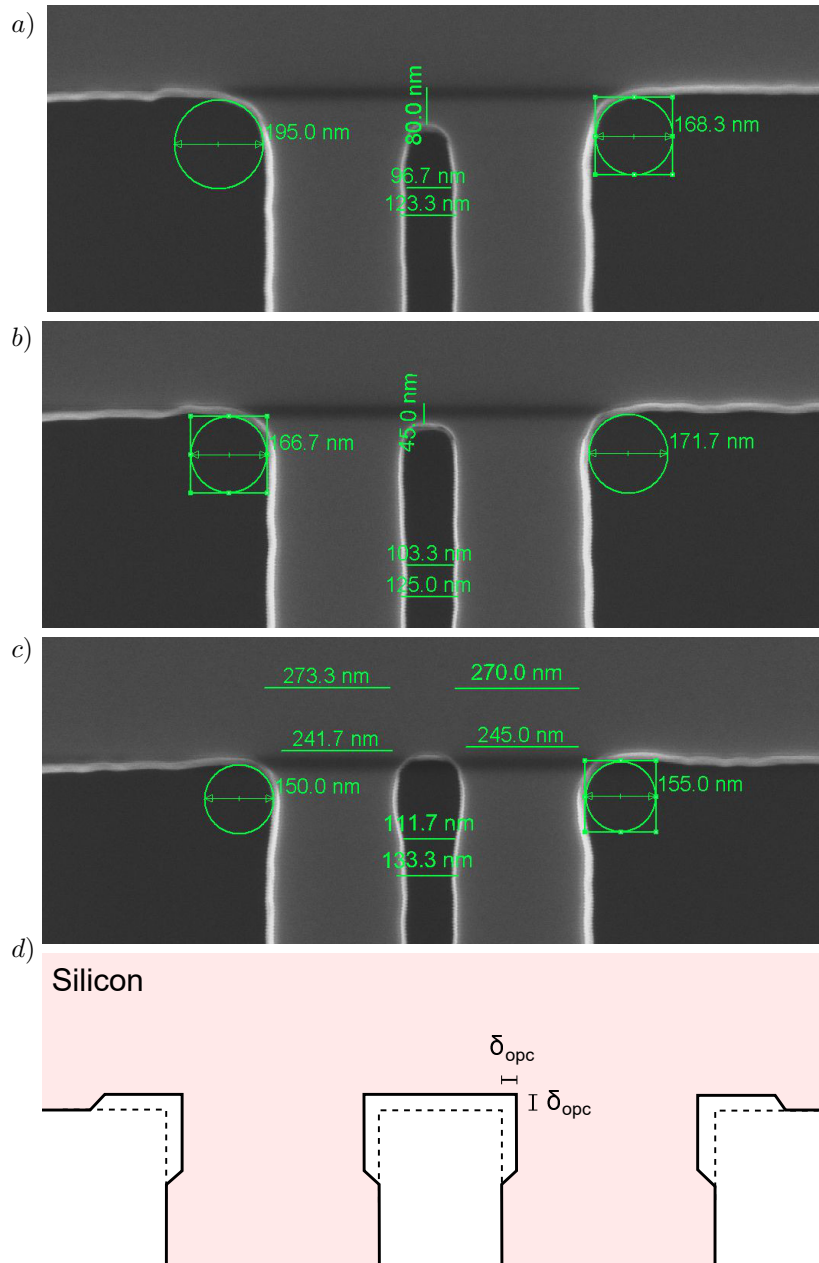 a)
80.0 nm
195.0 nm
168.3 nm
96.7 nm
123.3 nm
b)
45.0 nm
166.7 nm
171.7 nm
103.3 nm
125.0 nm
c)
273.3 nm
270.0 nm
241.7 nm
245.0 nm
150.0 nm
155.0 nm
111.7 nm
133.3 nm
d)
Silicon
δopc
δopc